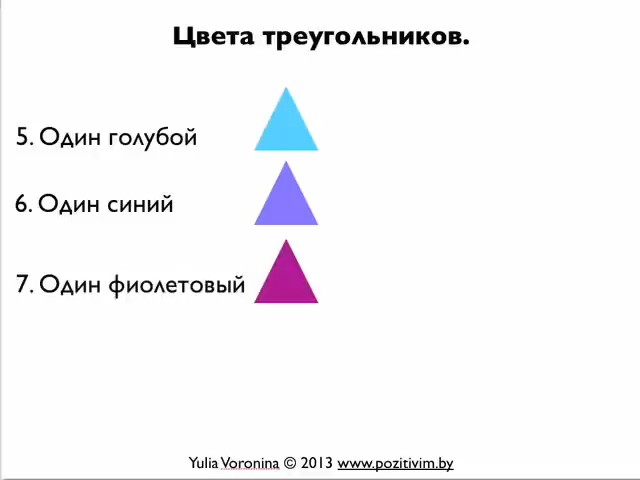 Цвета треугольников.
5. Один голубой
6. Один синий
7. Один фиолетовый
Yulia Voronina © 2013 www.pozitivim.by